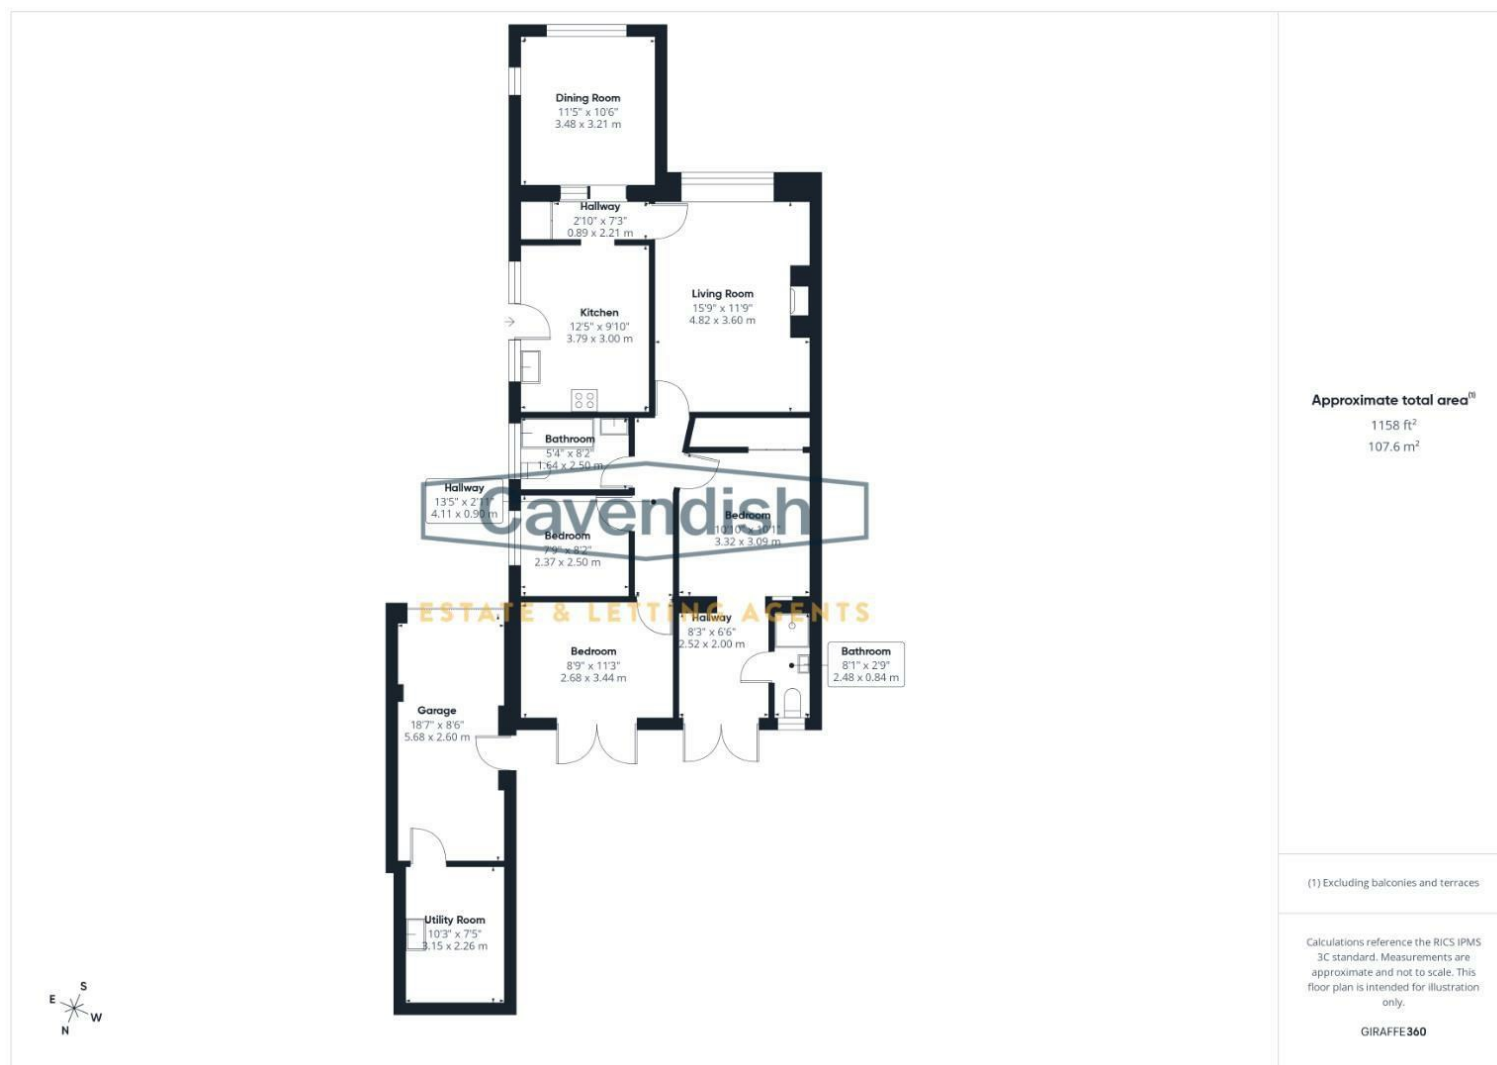 Dining Room
11'5" x 10'6"
3.48 x 3.21 m
Hallway
2'10" x 7'3"
0.89 x 2.21 m
Living Room
15'9" x 11'9"
4.82 x 3.60 m
Kitchen
12'5" x 9'10"
3.79 x 3.00 m
Bathroom
5'4" x 8'2"
1.64 x 2.50 m
Hallway
13'5" x 2'11"
4.11 x 0.90 m
Cavendish
Bedroom
10'10" x 10'1"
3.32 x 3.09 m
Bedroom
7'9" x 8'2"
2.37 x 2.50 m
ESTATE & LETTING AGENTS
Hallway
8'3" x 6'6"
2.52 x 2.00 m
Bedroom
8'9" x 11'3"
2.68 x 3.44 m
Bathroom
8'1" x 2'9"
2.48 x 0.84 m
Garage
18'7" x 8'6"
5.68 x 2.60 m
Utility Room
10'3" x 7'5"
3.15 x 2.26 m
S
E
W
N
Approximate total area(1)
1158 ft²
107.6 m²
(1) Excluding balconies and terraces
Calculations reference the RICS IPMS
3C standard. Measurements are
approximate and not to scale. This
floor plan is intended for illustration
only.
GIRAFFE360